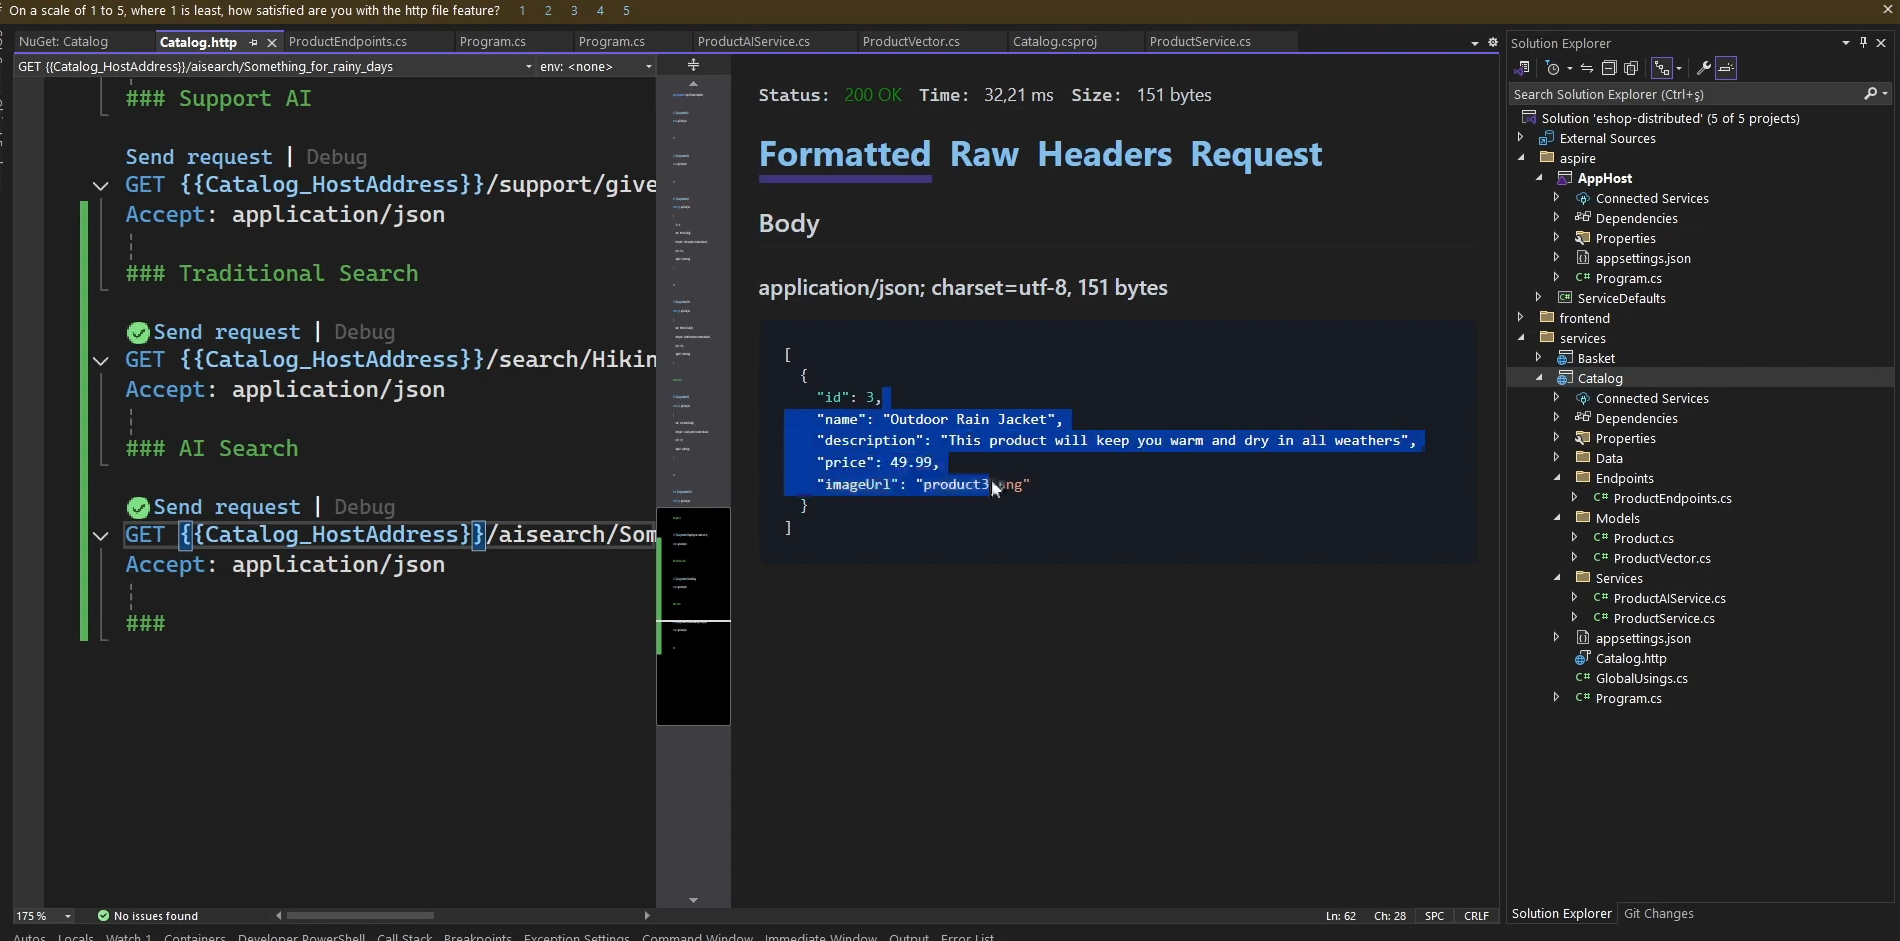 On a scale of 1 to 5, where 1 is least, how satisfied are you with the http file feature? 1 2 3 4 5
NuGet: Catalog
Catalog.http
ProductEndpoints.cs
Program.cs
Program.cs
ProductAIService.cs
ProductVector.cs
Catalog.csproj
ProductService.cs
GET {{Catalog_HostAddress}}/aisearch/Something_for_rainy_days
env: <none>
### Support AI
Send request | Debug
GET {{Catalog_HostAddress}}/support/give
Accept: application/json
### Traditional Search
Send request | Debug
GET {{Catalog_HostAddress}}/search/Hikin
Accept: application/json
### AI Search
Send request | Debug
GET {{Catalog_HostAddress}}/aisearch/Som
Accept: application/json
###
175 %
No issues found
Status: 200 OK Time: 32,21 ms Size: 151 bytes
Formatted Raw Headers Request
Body
application/json; charset=utf-8, 151 bytes
[
{
"id": 3,
"name": "Outdoor Rain Jacket",
"description": "This product will keep you warm and dry in all weathers",
"price": 49.99,
"imageUrl": "product3.png"
}
]
Ln: 62 Ch: 28 SPC CRLF
Solution Explorer
Search Solution Explorer (Ctrl+ş)
Solution 'eshop-distributed' (5 of 5 projects)
External Sources
aspire
AppHost
Connected Services
Dependencies
Properties
appsettings.json
C# Program.cs
ServiceDefaults
frontend
services
Basket
Catalog
Connected Services
Dependencies
Properties
Data
Endpoints
C# ProductEndpoints.cs
Models
C# Product.cs
C# ProductVector.cs
Services
C# ProductAIService.cs
C# ProductService.cs
appsettings.json
Catalog.http
C# GlobalUsings.cs
C# Program.cs
Solution Explorer Git Changes
Autos Locals Watch 1 Containers Developer PowerShell Call Stack Breakpoints Exception Settings Command Window Immediate Window Output Error List